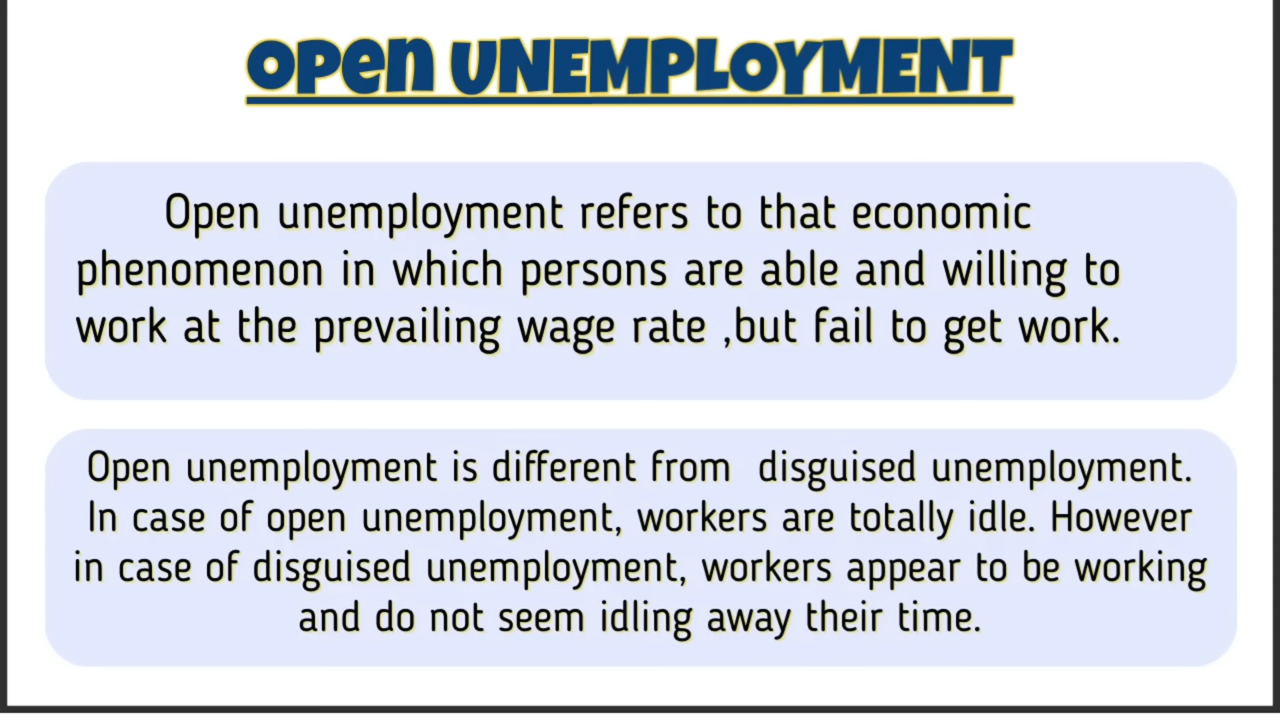 Open UNEMPLOYMENT
Open unemployment refers to that economic
phenomenon in which persons are able and willing to
work at the prevailing wage rate ,but fail to get work.
Open unemployment is different from disguised unemployment.
In case of open unemployment, workers are totally idle. However
in case of disguised unemployment, workers appear to be working
and do not seem idling away their time.